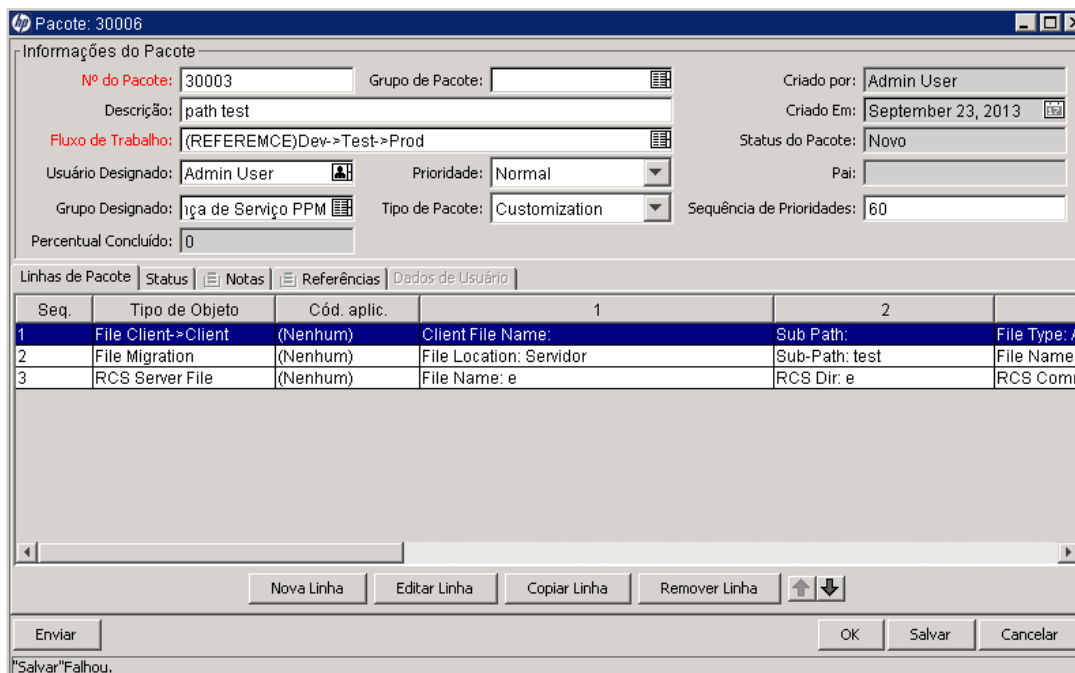 hp Pacote: 30006
Informações do Pacote
Nº do Pacote: 30003 Grupo de Pacote: Criado por: Admin User
Descrição: path test Criado Em: September 23, 2013 17
Fluxo de Trabalho: (REFEREMCE)Dev->Test->Prod Status do Pacote: Novo
Usuário Designado: Admin User Prioridade: Normal Pai:
Grupo Designado: nça de Serviço PPM Tipo de Pacote: Customization Sequência de Prioridades: 60
Percentual Concluído: 0
Linhas de Pacote Status Notas Referências Dados de Usuário
Seq. Tipo de Objeto Cód. aplic. 1 2
1 File Client->Client (Nenhum) Client File Name: Sub Path: File Type: A
2 File Migration (Nenhum) File Location: Servidor Sub-Path: test File Name
3 RCS Server File (Nenhum) File Name: e RCS Dir: e RCS Com
Nova Linha Editar Linha Copiar Linha Remover Linha
Enviar OK Salvar Cancelar
"Salvar"Falhou.